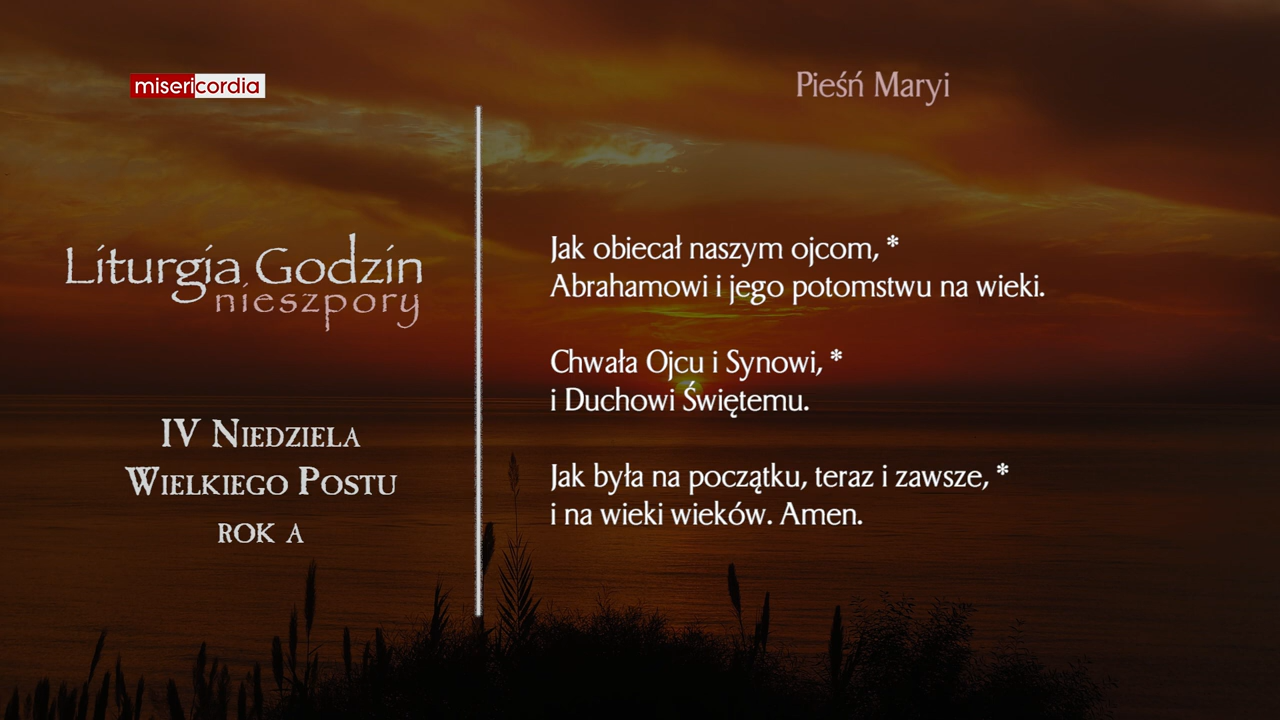 misericordia
Pieśń Maryi
Liturgia Godzin
nieszpory
IV Niedziela
Wielkiego Postu
rok A
Jak obiecał naszym ojcom, *
Abrahamowi i jego potomstwu na wieki.
Chwała Ojcu i Synowi, *
i Duchowi Świętemu.
Jak była na początku, teraz i zawsze, *
i na wieki wieków. Amen.